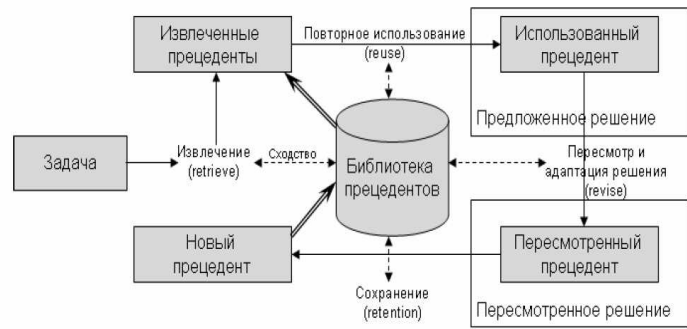 Извлеченные
прецеденты
Повторное использование
(reuse)
Использованный
прецедент
Предложенное решение
Задача
Извлечение
(retrieve)
Сходство
Библиотека
прецедентов
Пересмотр и
адаптация решения
(revise)
Новый
прецедент
Пересмотренный
прецедент
Сохранение
(retention)
Пересмотренное решение